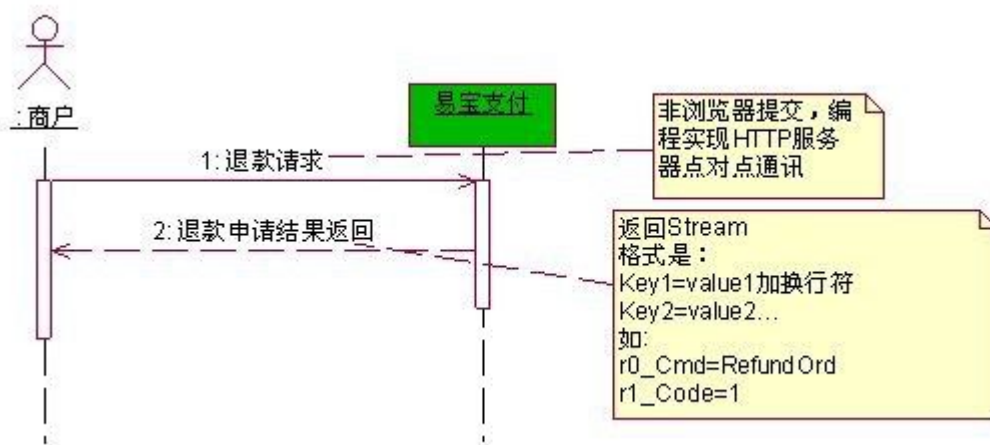 : 商户
易宝支付
非浏览器提交，编
程实现HTTP服务
器点对点通讯
1: 退款请求
2: 退款申请结果返回
返回Stream
格式是：
Key1=value1加换行符
Key2=value2...
如:
r0_Cmd=RefundOrd
r1_Code=1